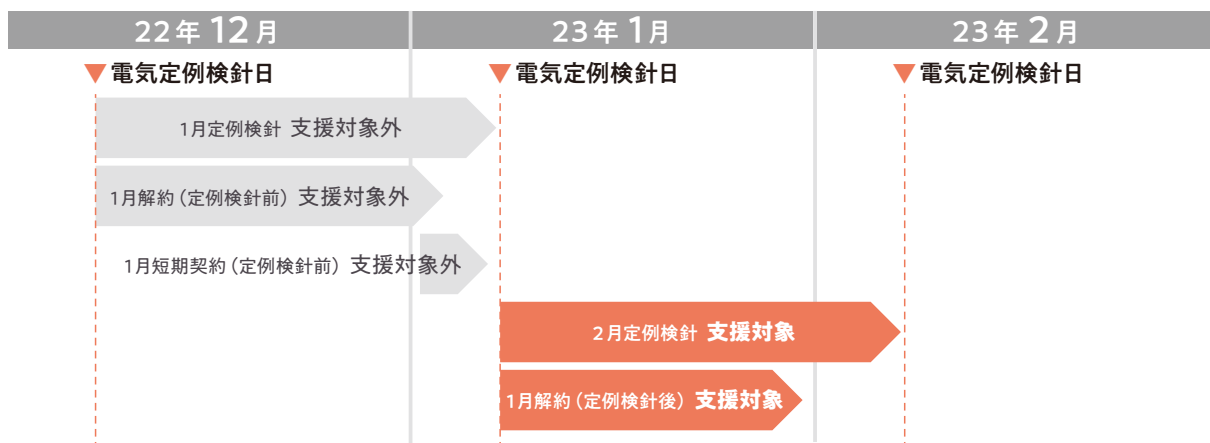 22年 12月
23年 1月
23年 2月
電気定例検針日
電気定例検針日
電気定例検針日
1月定例検針 支援対象外
1月解約（定例検針前）支援対象外
1月短期契約（定例検針前）支援対象外
2月定例検針 支援対象
1月解約（定例検針後）支援対象